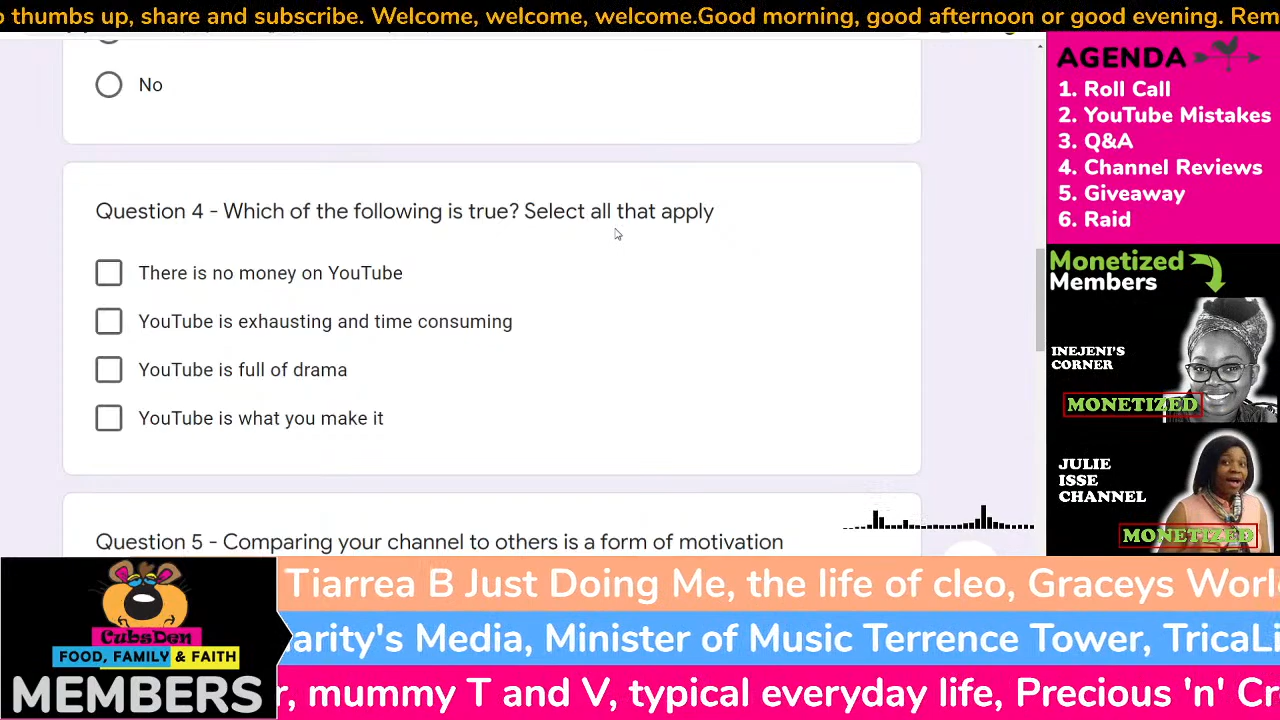 o thumbs up, share and subscribe. Welcome, welcome, welcome.Good morning, good afternoon or good evening. Rem
No
Question 4 - Which of the following is true? Select all that apply
There is no money on YouTube
YouTube is exhausting and time consuming
YouTube is full of drama
YouTube is what you make it
Question 5 - Comparing your channel to others is a form of motivation
AGENDA
1. Roll Call
2. YouTube Mistakes
3. Q&A
4. Channel Reviews
5. Giveaway
6. Raid
Monetized
Members
INEJENI'S
CORNER
MONETIZED
JULIE
ISSE
CHANNEL
MONETIZED
CubsDen
FOOD, FAMILY & FAITH
MEMBERS
Tiarrea B Just Doing Me, the life of cleo, Graceys Worl
arity's Media, Minister of Music Terrence Tower, TricaLi
r, mummy T and V, typical everyday life, Precious 'n' Cr